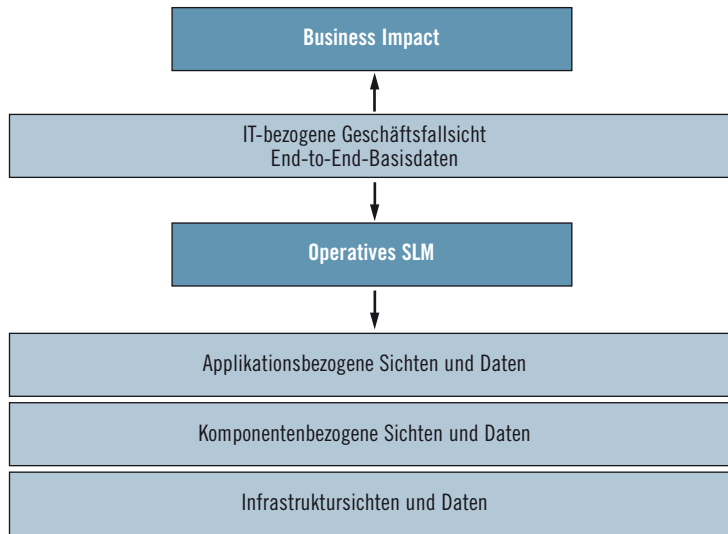 Business Impact
IT-bezogene Geschäftsfallsicht
End-to-End-Basisdaten
Operatives SLM
Applikationsbezogene Sichten und Daten
Komponentenbezogene Sichten und Daten
Infrastruktursichten und Daten